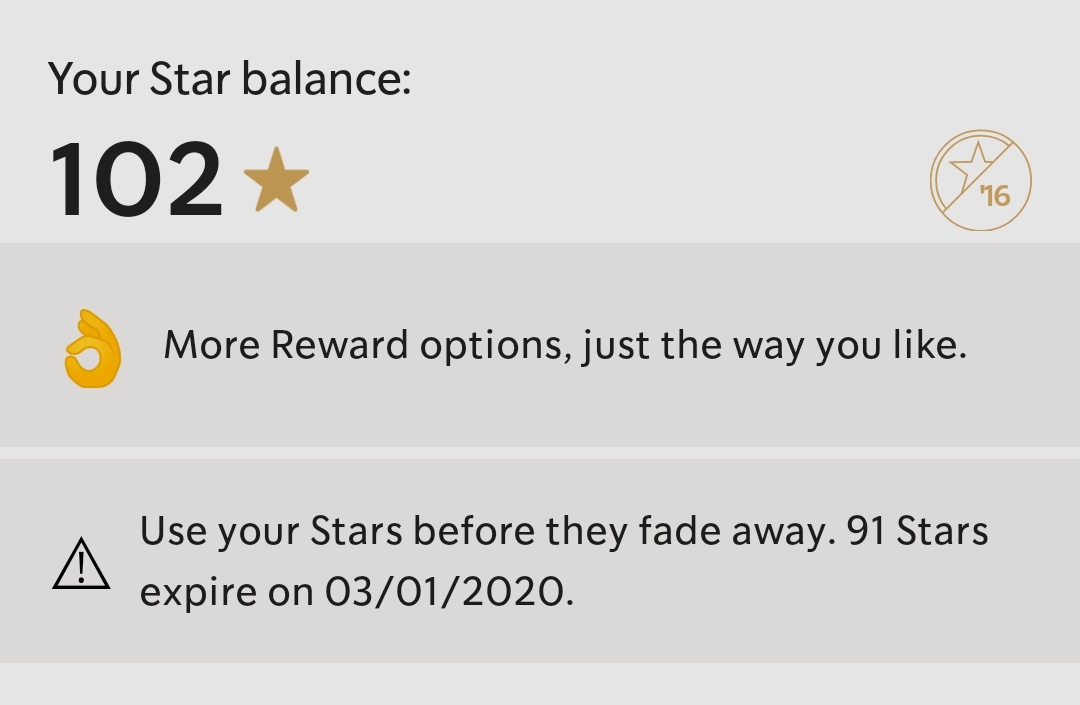 Your Star balance:
102
'16
More Reward options, just the way you like.
Use your Stars before they fade away. 91 Stars
expire on 03/01/2020.